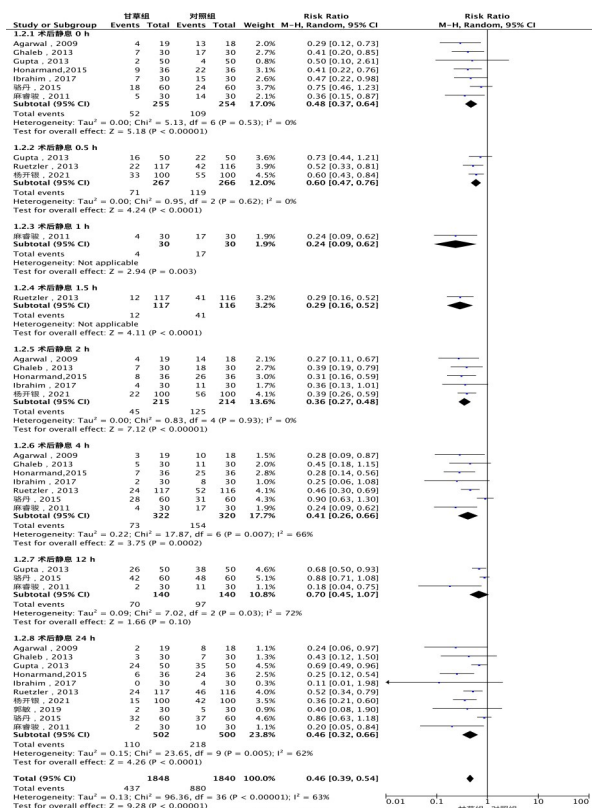 甘草组 对照组 Risk Ratio Risk Ratio
Study or Subgroup Events Total Events Total Weight M-H, Random, 95% CI M-H, Random, 95% CI
1.2.1 术后静息 0 h
Agarwal , 2009 4 19 13 18 2.0% 0.29 [0.12, 0.73]
Ghaleb , 2013 7 30 17 30 2.7% 0.41 [0.20, 0.85]
Gupta , 2013 2 50 4 50 0.8% 0.50 [0.10, 2.61]
Honarmand,2015 9 36 22 36 3.1% 0.41 [0.22, 0.76]
Ibrahim , 2017 7 30 15 30 2.6% 0.47 [0.22, 0.98]
骆丹 , 2015 18 60 24 60 3.8% 0.75 [0.46, 1.23]
麻睿骏 , 2011 5 30 14 30 2.1% 0.36 [0.15, 0.87]
Subtotal (95% CI) 255 254 17.0% 0.48 [0.37, 0.64]
Total events 52 109
Heterogeneity: Tau² = 0.00; Chi² = 5.13, df = 6 (P = 0.53); I² = 0%
Test for overall effect: Z = 5.18 (P < 0.00001)
1.2.2 术后静息 0.5 h
Gupta , 2013 16 50 22 50 3.6% 0.73 [0.44, 1.21]
Ruetzler , 2013 22 117 42 116 3.9% 0.52 [0.33, 0.81]
杨开银 , 2021 33 100 55 100 4.5% 0.60 [0.43, 0.84]
Subtotal (95% CI) 267 266 12.0% 0.60 [0.47, 0.76]
Total events 71 119
Heterogeneity: Tau² = 0.00; Chi² = 0.95, df = 2 (P = 0.62); I² = 0%
Test for overall effect: Z = 4.24 (P < 0.0001)
1.2.3 术后静息 1 h
麻睿骏 , 2011 4 30 17 30 1.9% 0.24 [0.09, 0.62]
Subtotal (95% CI) 30 30 1.9% 0.24 [0.09, 0.62]
Total events 4 17
Heterogeneity: Not applicable
Test for overall effect: Z = 2.94 (P = 0.003)
1.2.4 术后静息 1.5 h
Ruetzler , 2013 12 117 41 116 3.2% 0.29 [0.16, 0.52]
Subtotal (95% CI) 117 116 3.2% 0.29 [0.16, 0.52]
Total events 12 41
Heterogeneity: Not applicable
Test for overall effect: Z = 4.11 (P < 0.0001)
1.2.5 术后静息 2 h
Agarwal , 2009 4 19 14 18 2.1% 0.27 [0.11, 0.67]
Ghaleb , 2013 7 30 18 30 2.7% 0.39 [0.19, 0.79]
Honarmand,2015 8 36 26 36 3.0% 0.31 [0.16, 0.59]
Ibrahim , 2017 4 30 11 30 1.7% 0.36 [0.13, 1.01]
杨开银 , 2021 22 100 56 100 4.1% 0.39 [0.26, 0.59]
Subtotal (95% CI) 215 214 13.6% 0.36 [0.27, 0.48]
Total events 45 125
Heterogeneity: Tau² = 0.00; Chi² = 0.83, df = 4 (P = 0.93); I² = 0%
Test for overall effect: Z = 7.12 (P < 0.00001)
1.2.6 术后静息 4 h
Agarwal , 2009 3 19 10 18 1.6% 0.28 [0.09, 0.87]
Ghaleb , 2013 5 30 11 30 2.0% 0.45 [0.18, 1.15]
Honarmand,2015 7 36 25 36 2.8% 0.28 [0.14, 0.56]
Ibrahim , 2017 2 30 8 30 1.1% 0.25 [0.06, 1.08]
Ruetzler , 2013 24 117 52 116 4.0% 0.46 [0.30, 0.69]
骆丹 , 2015 28 60 31 60 4.4% 0.90 [0.63, 1.30]
麻睿骏 , 2011 4 30 17 30 1.9% 0.24 [0.09, 0.62]
Subtotal (95% CI) 322 320 17.7% 0.41 [0.26, 0.66]
Total events 73 154
Heterogeneity: Tau² = 0.22; Chi² = 17.87, df = 6 (P = 0.007); I² = 66%
Test for overall effect: Z = 3.75 (P = 0.0002)
1.2.7 术后静息 12 h
Gupta , 2013 26 50 38 50 4.6% 0.68 [0.50, 0.93]
骆丹 , 2015 42 60 48 60 5.1% 0.88 [0.71, 1.08]
麻睿骏 , 2011 2 30 11 30 1.1% 0.18 [0.04, 0.75]
Subtotal (95% CI) 140 140 10.8% 0.70 [0.45, 1.07]
Total events 70 97
Heterogeneity: Tau² = 0.09; Chi² = 7.02, df = 2 (P = 0.03); I² = 72%
Test for overall effect: Z = 1.66 (P = 0.10)
1.2.8 术后静息 24 h
Agarwal , 2009 2 19 8 18 1.1% 0.24 [0.06, 0.97]
Ghaleb , 2013 3 30 7 30 1.3% 0.43 [0.12, 1.50]
Gupta , 2013 24 50 35 50 4.5% 0.69 [0.49, 0.96]
Honarmand,2015 6 36 24 36 2.6% 0.25 [0.12, 0.54]
Ibrahim , 2017 0 30 4 30 0.3% 0.11 [0.01, 1.98]
Ruetzler , 2013 24 117 46 116 4.0% 0.52 [0.34, 0.79]
杨开银 , 2021 15 100 42 100 3.6% 0.36 [0.21, 0.60]
郭敏 , 2019 2 30 5 30 1.0% 0.40 [0.08, 1.90]
骆丹 , 2015 32 60 37 60 4.5% 0.86 [0.63, 1.18]
麻睿骏 , 2011 2 30 10 30 1.1% 0.20 [0.05, 0.84]
Subtotal (95% CI) 502 500 23.8% 0.46 [0.32, 0.66]
Total events 110 218
Heterogeneity: Tau² = 0.15; Chi² = 23.65, df = 9 (P = 0.005); I² = 62%
Test for overall effect: Z = 4.26 (P < 0.0001)
Total (95% CI) 1848 1840 100.0% 0.46 [0.39, 0.54]
Total events 437 880
Heterogeneity: Tau² = 0.13; Chi² = 96.36, df = 36 (P < 0.00001); I² = 63%
Test for overall effect: Z = 9.28 (P < 0.00001)
0.01 0.1 1 10 100